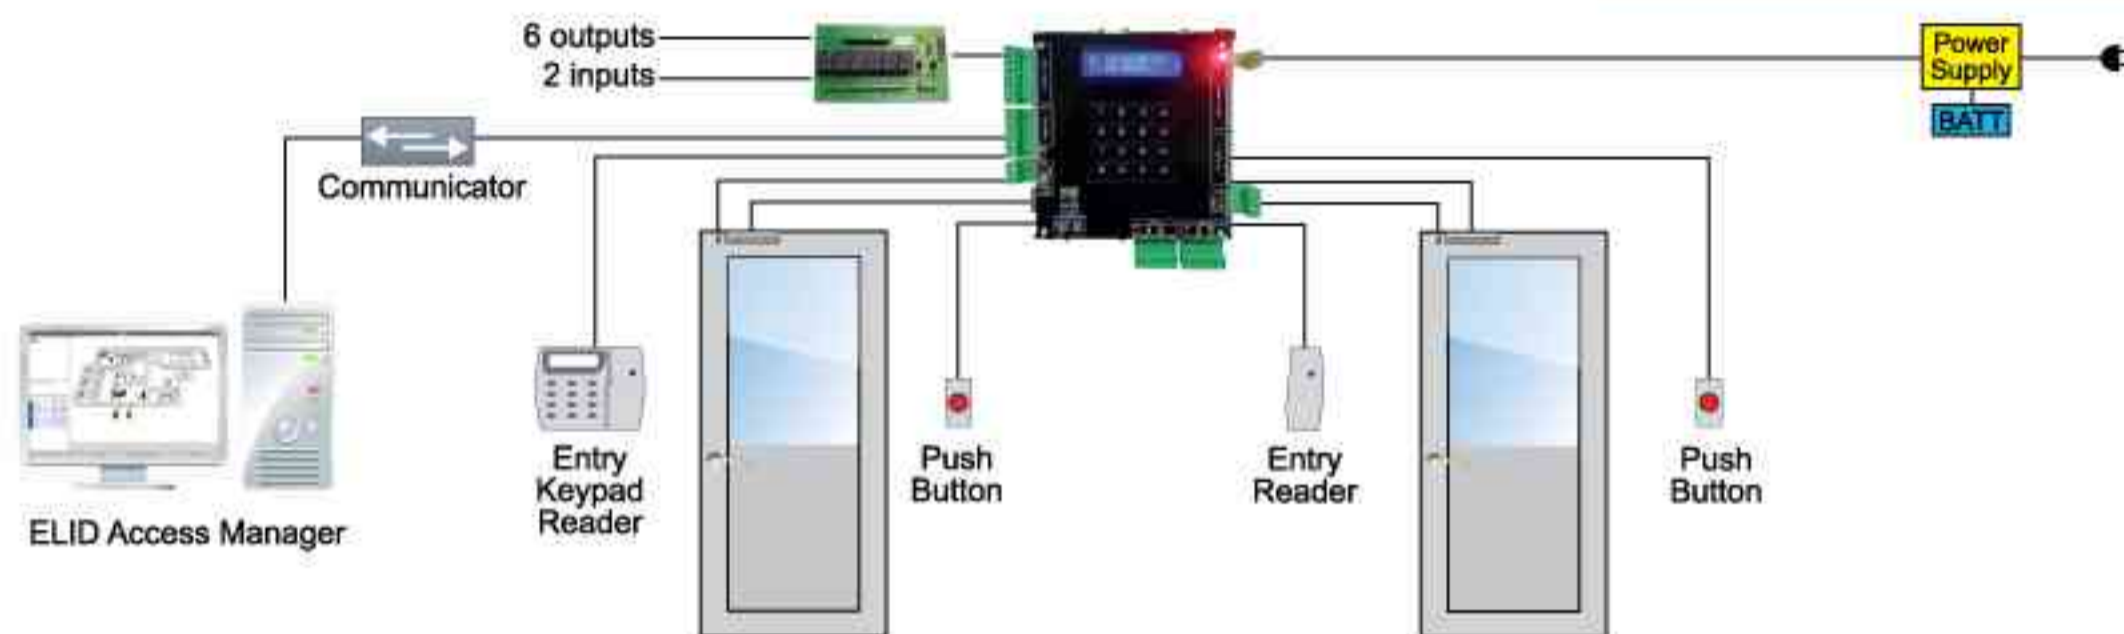 6 outputs
2 inputs
Power
Supply
BATT
Communicator
Entry
Keypad
Reader
Push
Button
Entry
Reader
Push
Button
ELID Access Manager